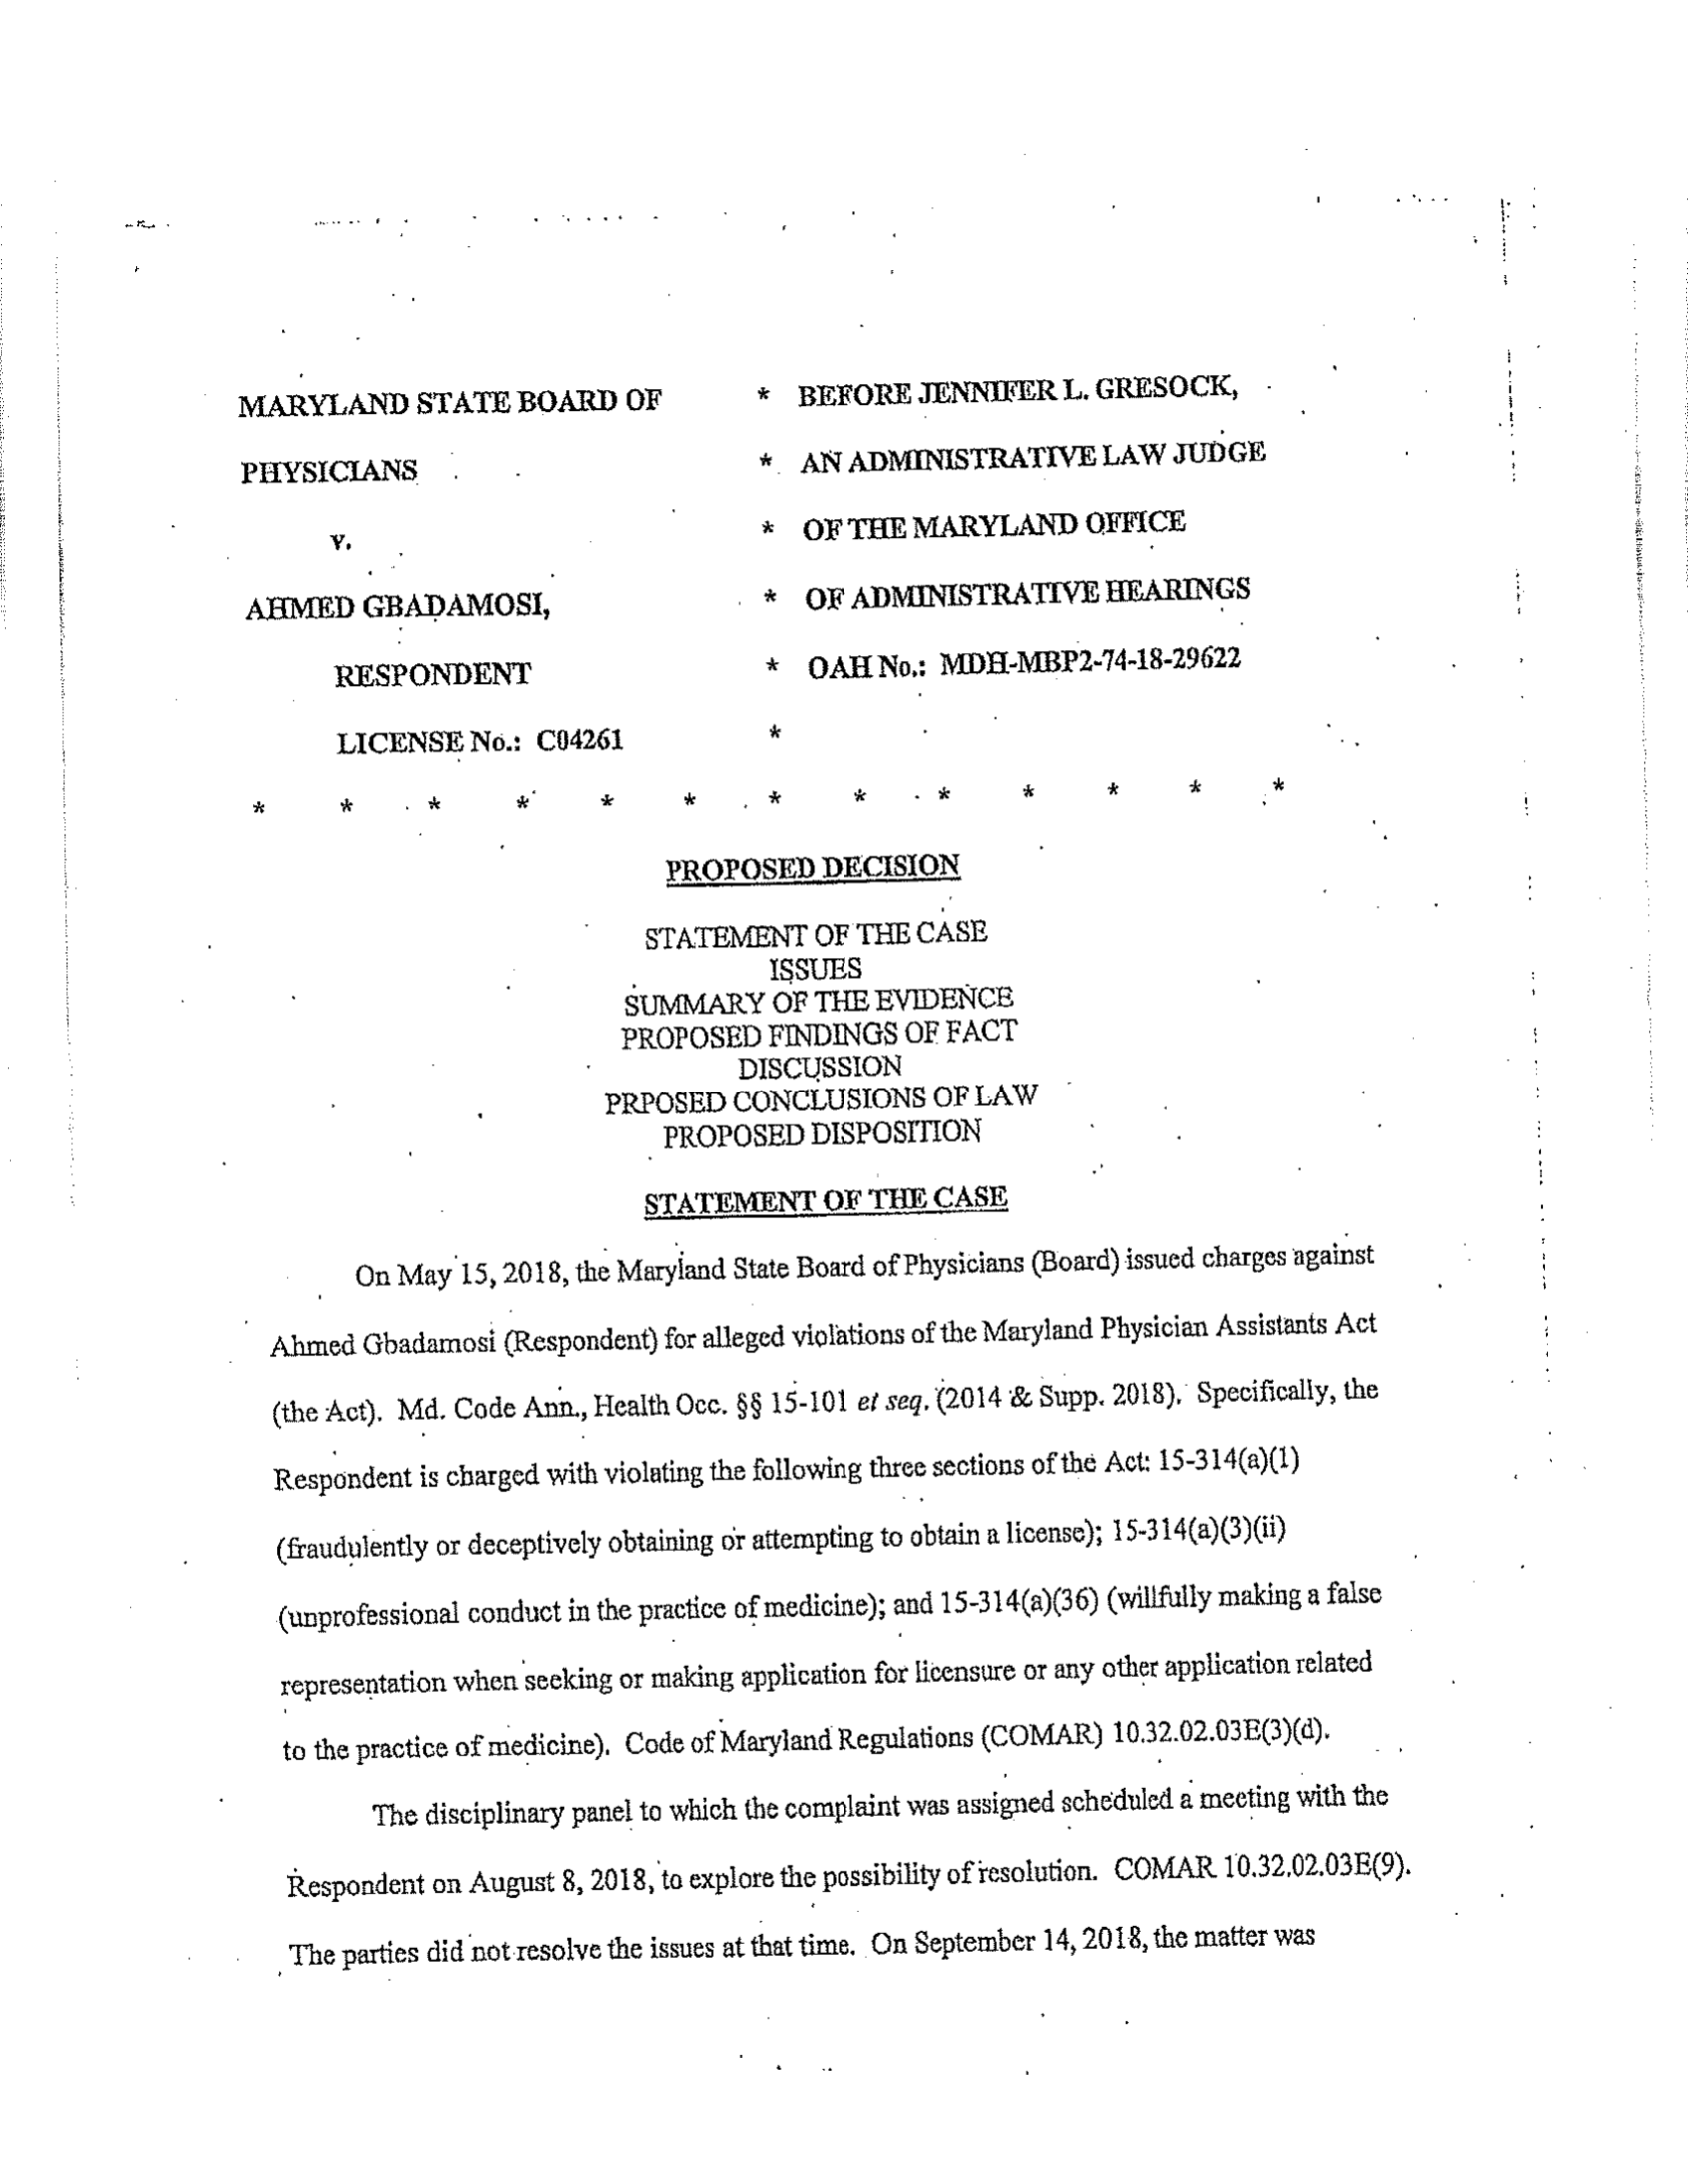 MARYLAND STATE BOARD OF * BEFORE JENNIFER L. GRESOCK,
PHYSICIANS * AN ADMINISTRATIVE LAW JUDGE
v. * OF THE MARYLAND OFFICE
AHMED GBADAMOSI, * OF ADMINISTRATIVE HEARINGS
RESPONDENT * OAH No.: MDH-MBP2-74-18-29622
LICENSE No.: C04261 *
* * * * * * * * * * * * *
PROPOSED DECISION
STATEMENT OF THE CASE
ISSUES
SUMMARY OF THE EVIDENCE
PROPOSED FINDINGS OF FACT
DISCUSSION
PRPOSED CONCLUSIONS OF LAW
PROPOSED DISPOSITION
STATEMENT OF THE CASE
On May 15, 2018, the Maryland State Board of Physicians (Board) issued charges against
Ahmed Gbadamosi (Respondent) for alleged violations of the Maryland Physician Assistants Act
(the Act). Md. Code Ann., Health Occ. §§ 15-101 et seq. (2014 & Supp. 2018). Specifically, the
Respondent is charged with violating the following three sections of the Act: 15-314(a)(1)
(fraudulently or deceptively obtaining or attempting to obtain a license); 15-314(a)(3)(ii)
(unprofessional conduct in the practice of medicine); and 15-314(a)(36) (willfully making a false
representation when seeking or making application for licensure or any other application related
to the practice of medicine). Code of Maryland Regulations (COMAR) 10.32.02.03E(3)(d).
The disciplinary panel to which the complaint was assigned scheduled a meeting with the
Respondent on August 8, 2018, to explore the possibility of resolution. COMAR 10.32.02.03E(9).
The parties did not resolve the issues at that time. On September 14, 2018, the matter was